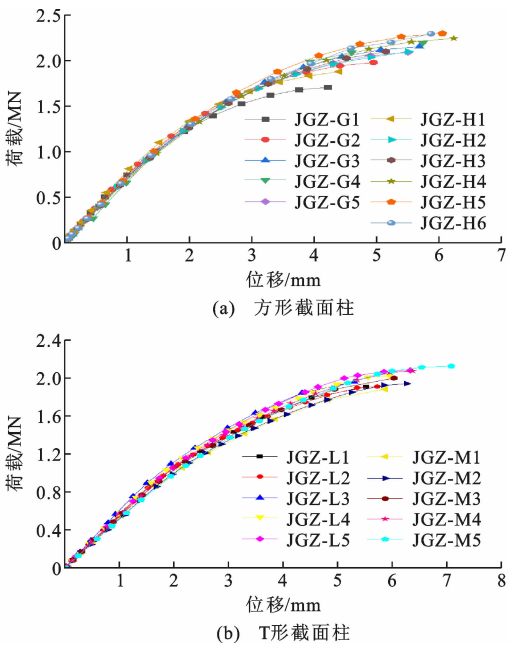 2.5
2.0
1.5
1.0
0.5
0
荷载/MN
JGZ-G1 JGZ-H1
JGZ-G2 JGZ-H2
JGZ-G3 JGZ-H3
JGZ-G4 JGZ-H4
JGZ-G5 JGZ-H5
JGZ-H6
1 2 3 4 5 6 7
位移/mm
(a) 方形截面柱
2.4
2.0
1.6
1.2
0.8
0.4
0
荷载/MN
JGZ-L1 JGZ-M1
JGZ-L2 JGZ-M2
JGZ-L3 JGZ-M3
JGZ-L4 JGZ-M4
JGZ-L5 JGZ-M5
1 2 3 4 5 6 7 8
位移/mm
(b) T形截面柱